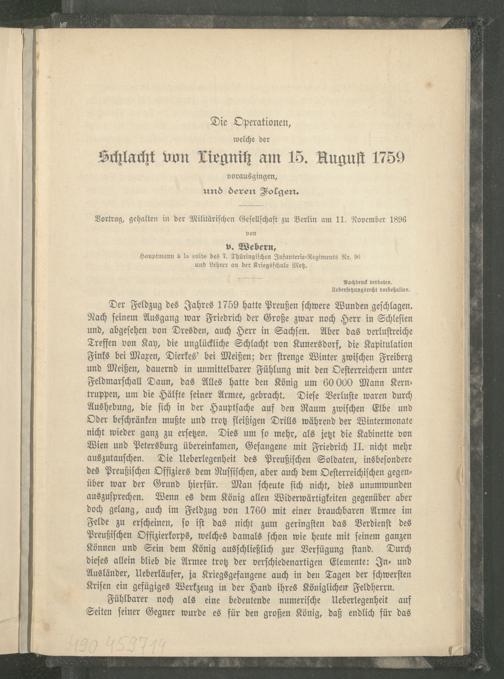 Die Operationen,
welche der
Schlacht von Liegnitz am 15. August 1759
vorausgingen,
und deren Folgen.
Vortrag, gehalten in der Militärischen Gesellschaft zu Berlin am 11. November 1896
von
v. Webern,
Hauptmann à la suite des 7. Thüringischen Infanterie-Regiments Nr. 96
und Lehrer an der Kriegsschule Metz.
Nachdruck verboten.
Uebersetzungsrecht vorbehalten.
Der Feldzug des Jahres 1759 hatte Preußen schwere Wunden geschlagen.
Nach seinem Ausgang war Friedrich der Große zwar noch Herr in Schlesien
und, abgesehen von Dresden, auch Herr in Sachsen. Aber das verlustreiche
Treffen von Kay, die unglückliche Schlacht von Kunersdorf, die Kapitulation
Finks bei Maxen, Dierkes' bei Meißen; der strenge Winter zwischen Freiberg
und Meißen, dauernd in unmittelbarer Fühlung mit den Oesterreichern unter
Feldmarschall Daun, das Alles hatte den König um 60 000 Mann Kern-
truppen, um die Hälfte seiner Armee, gebracht. Diese Verluste waren durch
Aushebung, die sich in der Hauptsache auf den Raum zwischen Elbe und
Oder beschränken mußte und trotz fleißigen Drills während der Wintermonate
nicht wieder ganz zu ersetzen. Dies um so mehr, als jetzt die Kabinette von
Wien und Petersburg übereinkamen, Gefangene mit Friedrich II. nicht mehr
auszutauschen. Die Ueberlegenheit des Preußischen Soldaten, insbesondere
des Preußischen Offiziers dem Russischen, aber auch dem Oesterreichischen gegen-
über war der Grund hierfür. Man scheute sich nicht, dies unumwunden
auszusprechen. Wenn es dem König allen Widerwärtigkeiten gegenüber aber
doch gelang, auch im Feldzug von 1760 mit einer brauchbaren Armee im
Felde zu erscheinen, so ist das nicht zum geringsten das Verdienst des
Preußischen Offizierkorps, welches damals schon wie heute mit seinem ganzen
Können und Sein dem König ausschließlich zur Verfügung stand. Durch
dieses allein blieb die Armee trotz der verschiedenartigen Elemente: In- und
Ausländer, Ueberläufer, ja Kriegsgefangene auch in den Tagen der schwersten
Krisen ein gefügiges Werkzeug in der Hand ihres Königlichen Feldherrn.
Fühlbarer noch als eine bedeutende numerische Ueberlegenheit auf
Seiten seiner Gegner wurde es für den großen König, daß endlich für das
490 459714